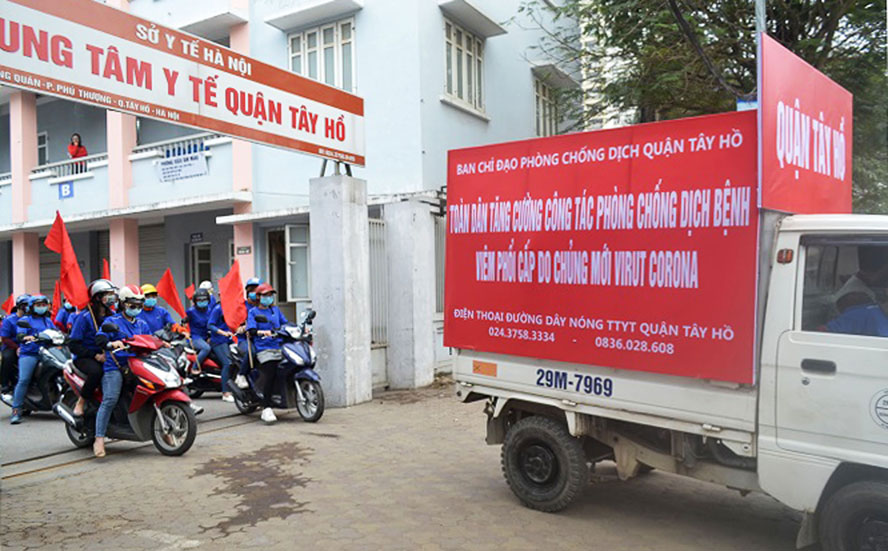 SỞ Y TẾ HÀ NỘI
UNG TÂM Y TẾ QUẬN TÂY HỒ
NG QUÁN - P. PHÚ THƯỢNG - Q.TÂY HỒ - HÀ NỘI
B
BAN CHỈ ĐẠO PHÒNG CHỐNG DỊCH QUẬN TÂY HỒ
TOÀN DÂN TĂNG CƯỜNG CÔNG TÁC PHÒNG CHỐNG DỊCH BỆNH
VIÊM PHỔI CẤP DO CHỦNG MỚI VIRUT CORONA
ĐIỆN THOẠI ĐƯỜNG DÂY NÓNG TTYT QUẬN TÂY HỒ
024.3758.3334 - 0836.028.608
QUẬN TÂY HỒ
29M-7969